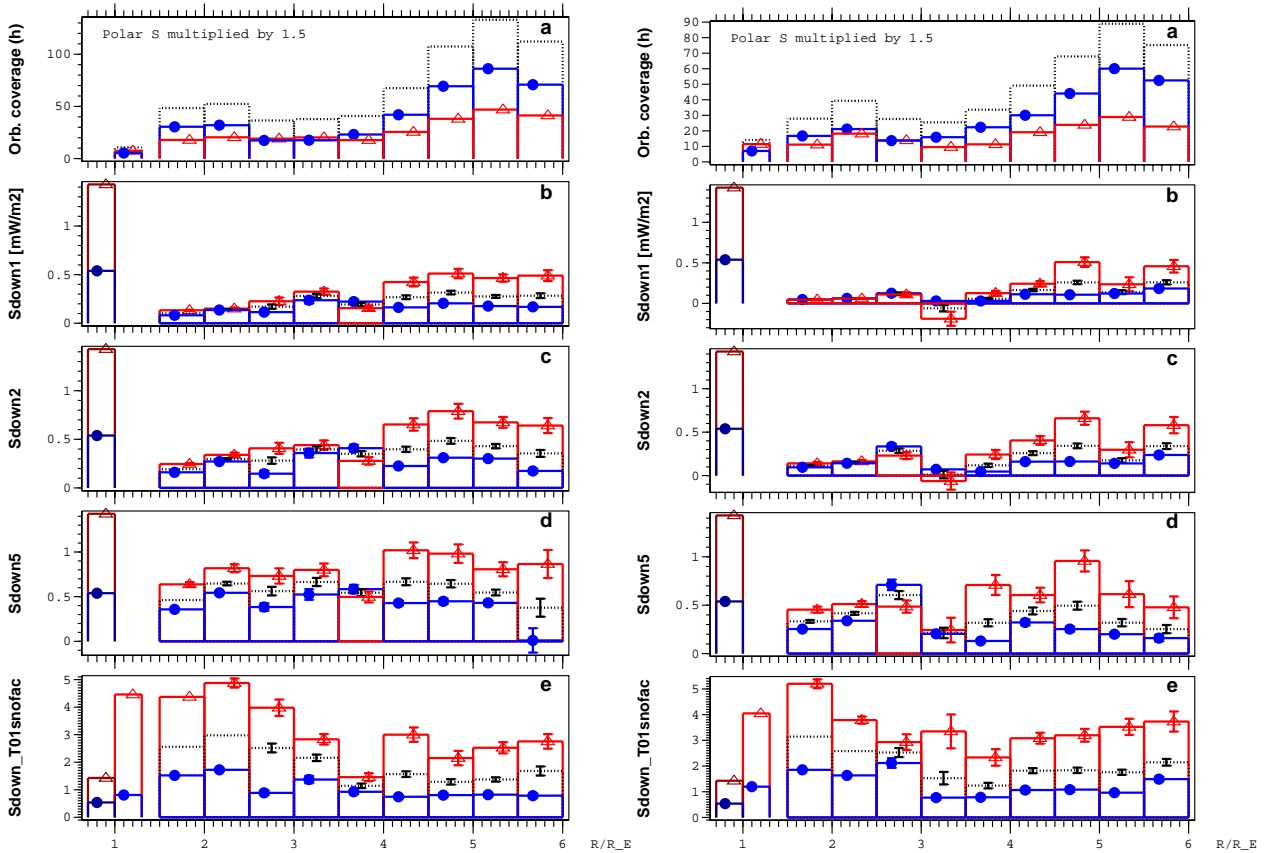 Polar S multiplied by 1.5
a
Orb. coverage (h)
100
50
0
b
Sdown1 [mW/m2]
1
0.5
0
c
Sdown2
1
0.5
0
d
Sdown5
1
0.5
0
e
Sdown_T01snofac
5
4
3
2
1
0
1 2 3 4 5 6 R/R_E
Polar S multiplied by 1.5
a
Orb. coverage (h)
90
80
70
60
50
40
30
20
10
0
b
Sdown1 [mW/m2]
1
0.5
0
c
Sdown2
1
0.5
0
d
Sdown5
1
0.5
0
e
Sdown_T01snofac
5
4
3
2
1
0
1 2 3 4 5 6 R/R_E